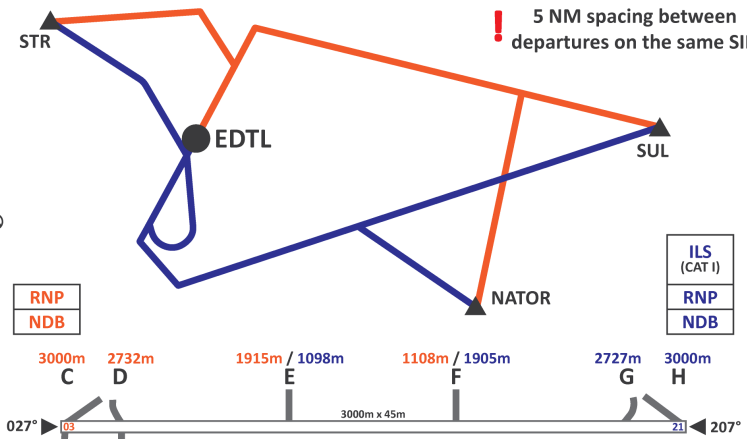 ! 5 NM spacing between
departures on the same SI
STR
EDTL
SUL
NATOR
ILS
(CAT I)
RNP
NDB
RNP
NDB
3000m 2732m 1915m / 1098m 1108m / 1905m 2727m 3000m
C D E F G H
3000m x 45m
027° 03 21 207°